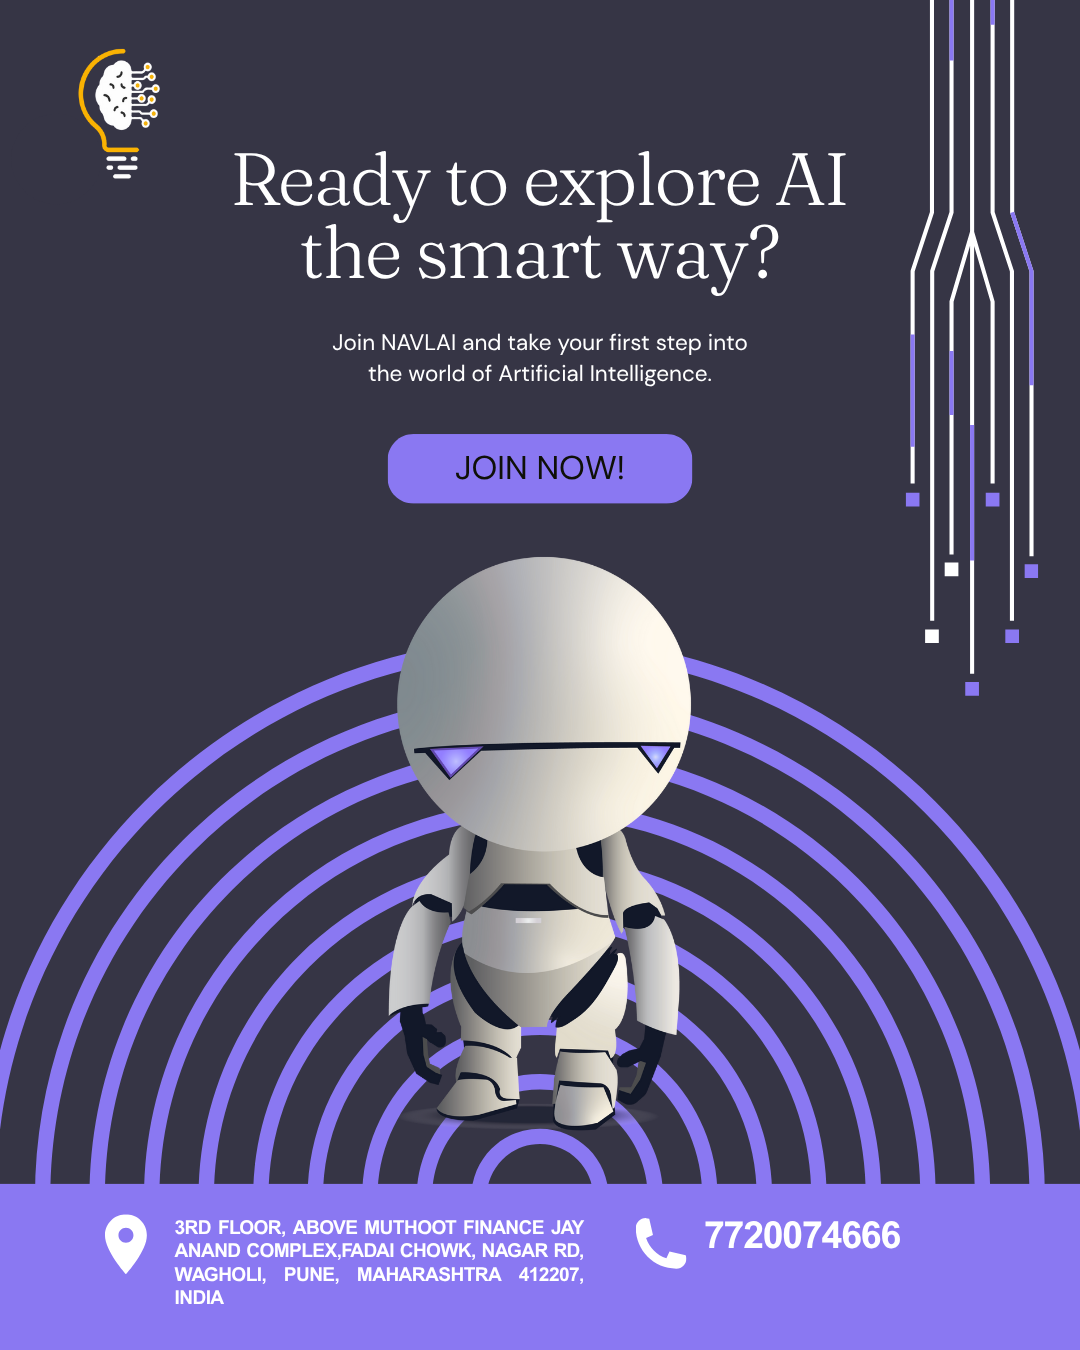 Ready to explore AI
the smart way?
Join NAVLAI and take your first step into
the world of Artificial Intelligence.
JOIN NOW!
3RD FLOOR, ABOVE MUTHOOT FINANCE JAY
ANAND COMPLEX,FADAI CHOWK, NAGAR RD,
WAGHOLI, PUNE, MAHARASHTRA 412207,
INDIA
7720074666